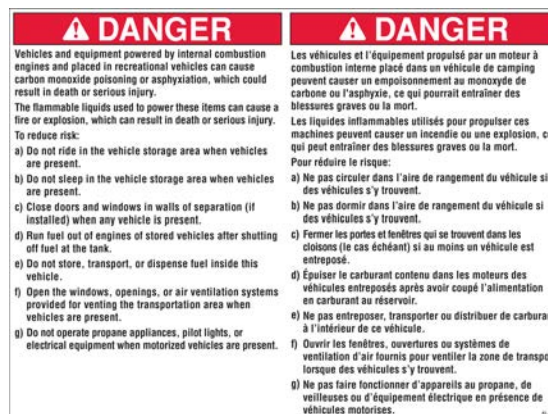 DANGER
Vehicles and equipment powered by internal combustion
engines and placed in recreational vehicles can cause
carbon monoxide poisoning or asphyxiation, which could
result in death or serious injury.
The flammable liquids used to power these items can cause a
fire or explosion, which can result in death or serious injury.
To reduce risk:
a) Do not ride in the vehicle storage area when vehicles
are present.
b) Do not sleep in the vehicle storage area when vehicles
are present.
c) Close doors and windows in walls of separation (if
installed) when any vehicle is present.
d) Run fuel out of engines of stored vehicles after shutting
off fuel at the tank.
e) Do not store, transport, or dispense fuel inside this
vehicle.
f) Open the windows, openings, or air ventilation systems
provided for venting the transportation area when
vehicles are present.
g) Do not operate propane appliances, pilot lights, or
electrical equipment when motorized vehicles are present.
DANGER
Les véhicules et l'équipement propulsé par un moteur à
combustion interne placé dans un véhicule de camping
peuvent causer un empoisonnement au monoxyde de
carbone ou l'asphyxie, ce qui pourrait entraîner des
blessures graves ou la mort.
Les liquides inflammables utilisés pour propulser ces
machines peuvent causer un incendie ou une explosion, c
qui peut entraîner des blessures graves ou la mort.
Pour réduire le risque:
a) Ne pas circuler dans l'aire de rangement du véhicule si
des véhicules s'y trouvent.
b) Ne pas dormir dans l'aire de rangement du véhicule si
des véhicules s'y trouvent.
c) Fermer les portes et fenêtres qui se trouvent dans les
cloisons (le cas échéant) si au moins un véhicule est
entreposé.
d) Épuiser le carburant contenu dans les moteurs des
véhicules entreposés après avoir coupé l'alimentation
en carburant au réservoir.
e) Ne pas entreposer, transporter ou distribuer de carbura
à l'intérieur de ce véhicule.
f) Ouvrir les fenêtres, ouvertures ou systèmes de
ventilation d'air fournis pour ventiler la zone de transpo
lorsque des véhicules s'y trouvent.
g) Ne pas faire fonctionner d'appareils au propane, de
veilleuses ou d'équipement électrique en présence de
véhicules motorises.